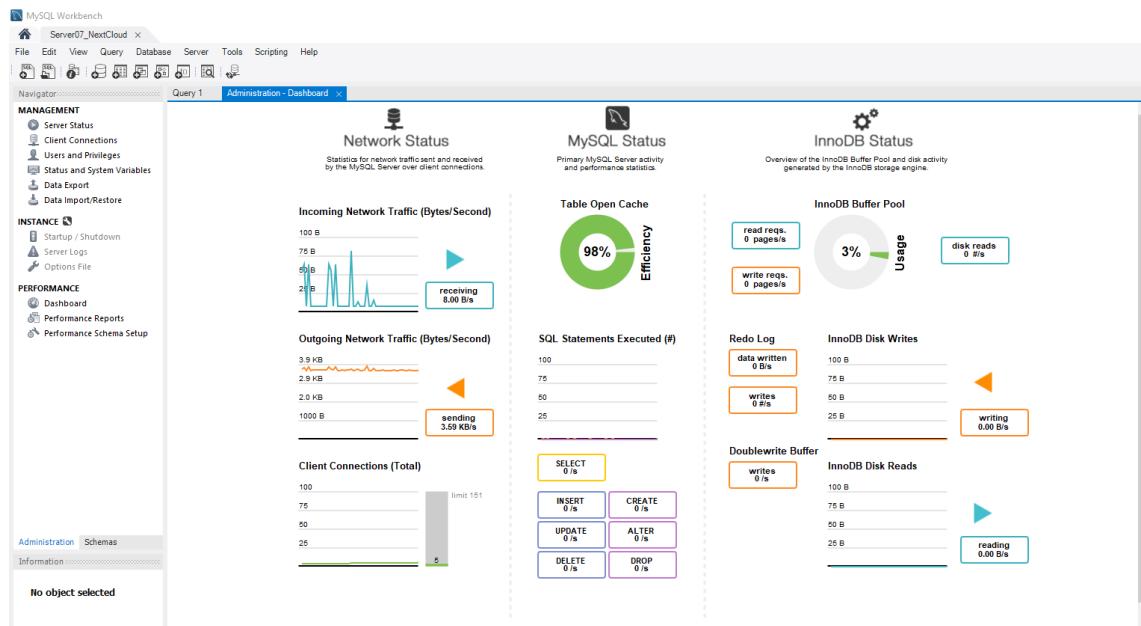 MySQL Workbench
Server07_NextCloud ×
File Edit View Query Database Server Tools Scripting Help
Navigator
MANAGEMENT
Server Status
Client Connections
Users and Privileges
Status and System Variables
Data Export
Data Import/Restore
INSTANCE
Startup / Shutdown
Server Logs
Options File
PERFORMANCE
Dashboard
Performance Reports
Performance Schema Setup
Administration Schemas
Information
No object selected
Query 1 Administration - Dashboard ×
Network Status
Statistics for network traffic sent and received
by the MySQL Server over client connections.
Incoming Network Traffic (Bytes/Second)
100 B
75 B
50 B
25 B
receiving
8.00 B/s
Outgoing Network Traffic (Bytes/Second)
3.9 KB
2.9 KB
2.0 KB
1000 B
sending
3.59 KB/s
Client Connections (Total)
100
75
50
25
limit 151
5
MySQL Status
Primary MySQL Server activity
and performance statistics.
Table Open Cache
98%
Efficiency
SQL Statements Executed (#)
100
75
50
25
SELECT
0 /s
INSERT
0 /s
CREATE
0 /s
UPDATE
0 /s
ALTER
0 /s
DELETE
0 /s
DROP
0 /s
InnoDB Status
Overview of the InnoDB Buffer Pool and disk activity
generated by the InnoDB storage engine.
InnoDB Buffer Pool
read reqs.
0 pages/s
write reqs.
0 pages/s
3%
Usage
disk reads
0 #/s
Redo Log
data written
0 B/s
writes
0 #/s
Doublewrite Buffer
writes
0 /s
InnoDB Disk Writes
100 B
75 B
50 B
25 B
writing
0.00 B/s
InnoDB Disk Reads
100 B
75 B
50 B
25 B
reading
0.00 B/s